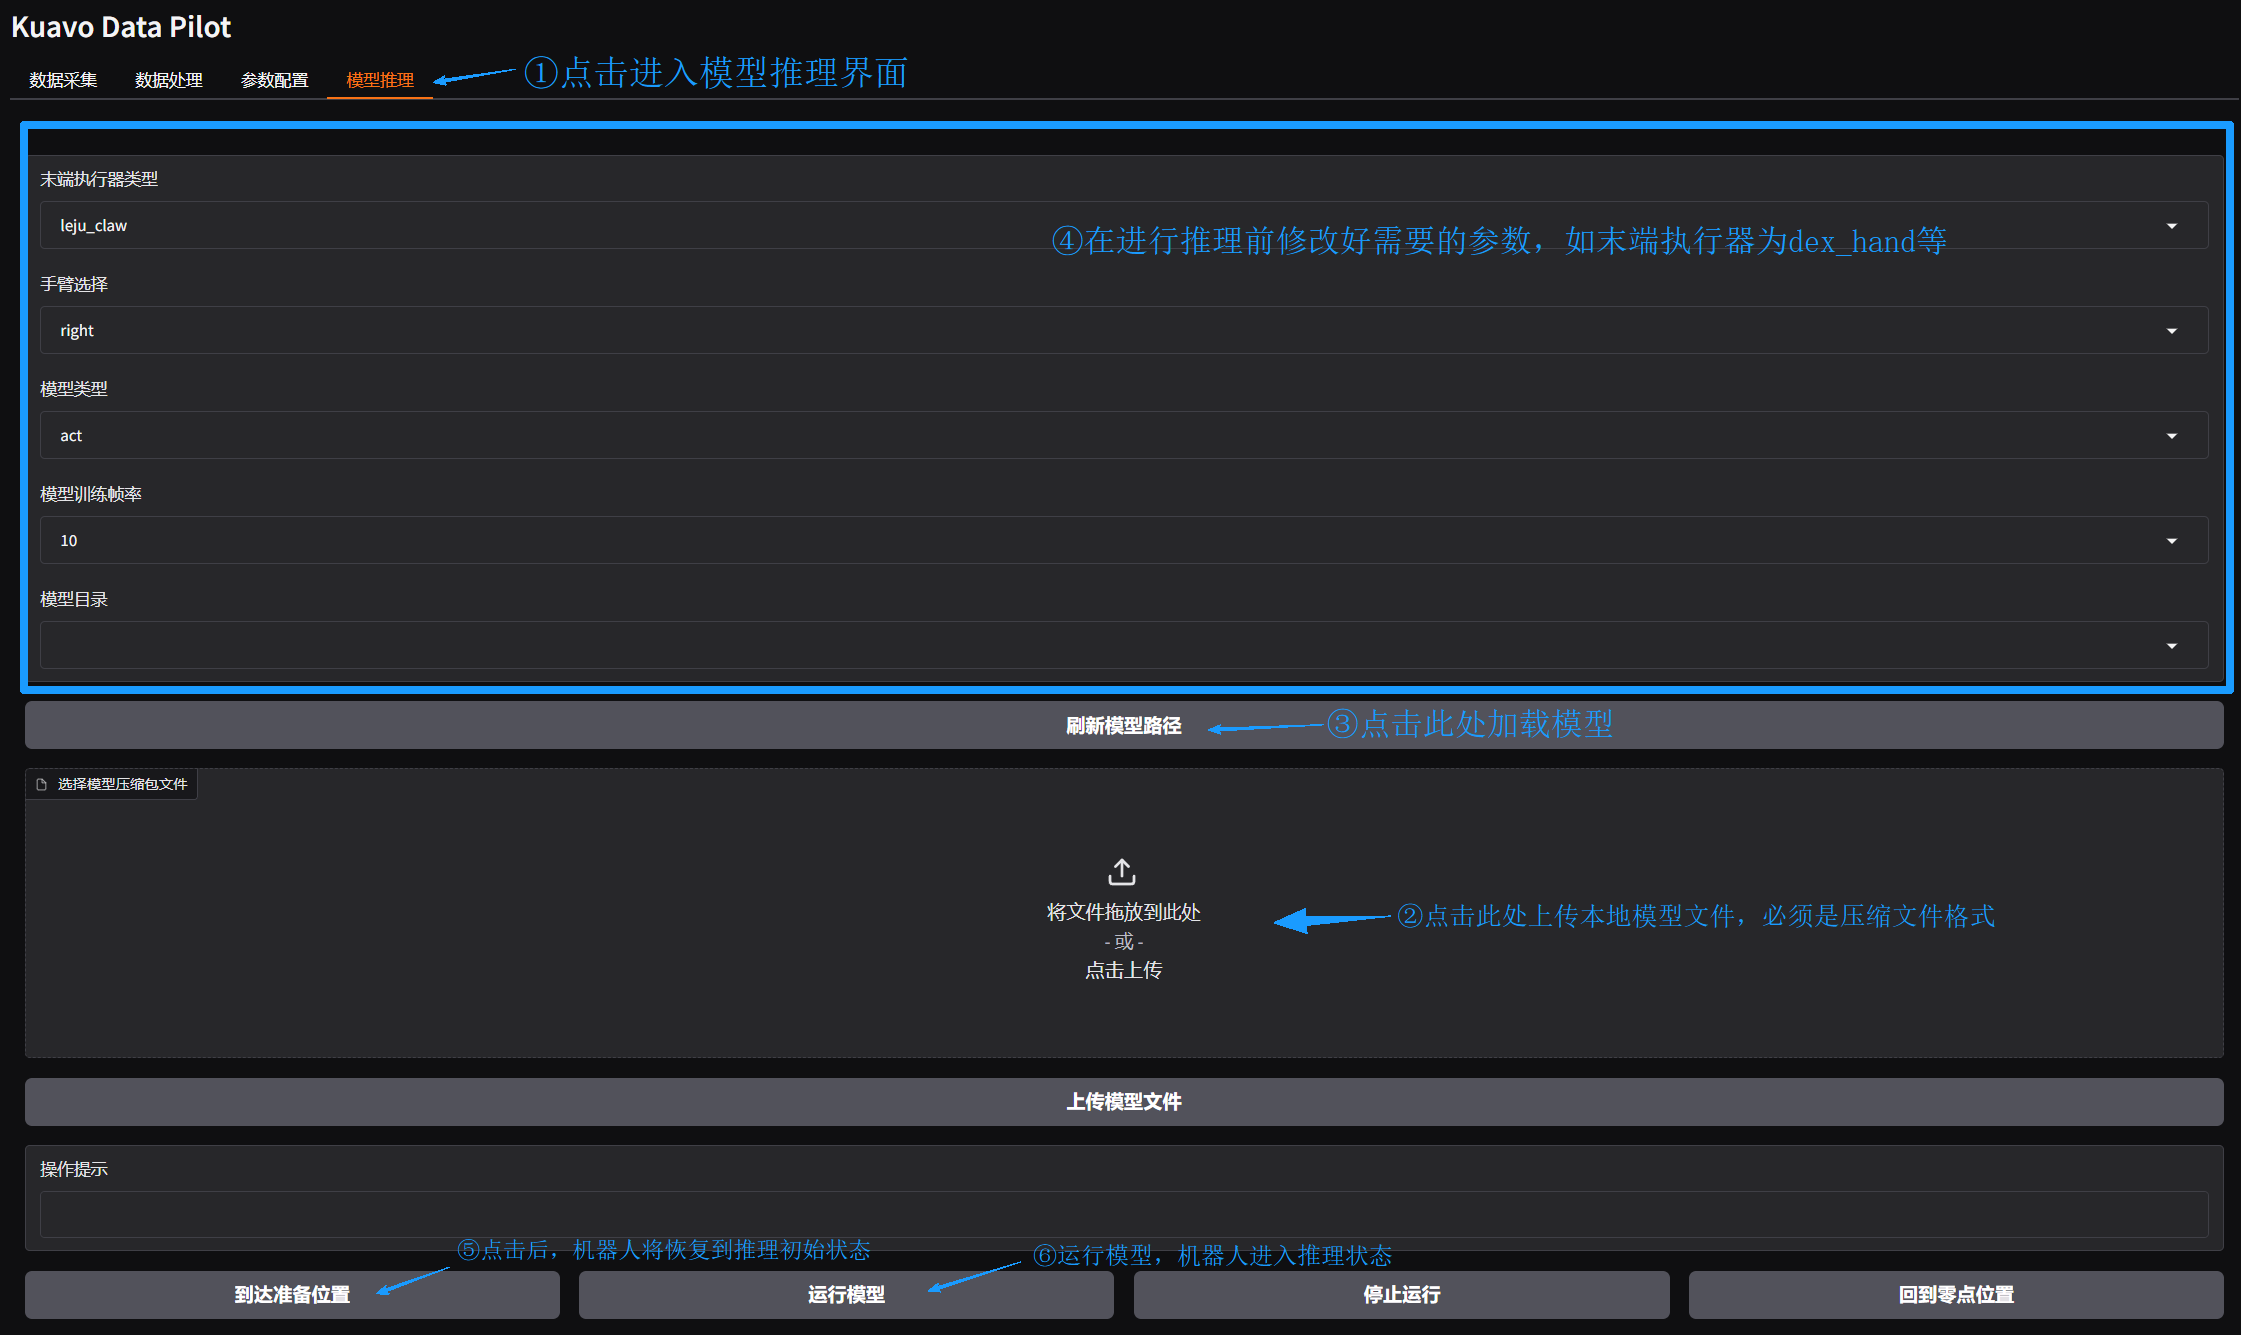 Kuavo Data Pilot
数据采集 数据处理 参数配置 模型推理 ①点击进入模型推理界面
末端执行器类型
leju_claw
④在进行推理前修改好需要的参数，如末端执行器为dex_hand等
手臂选择
right
模型类型
act
模型训练帧率
10
模型目录
刷新模型路径 ③点击此处加载模型
选择模型压缩包文件
将文件拖放到此处
②点击此处上传本地模型文件，必须是压缩文件格式
- 或 -
点击上传
上传模型文件
操作提示
⑤点击后，机器人将恢复到推理初始状态 ⑥运行模型，机器人进入推理状态
到达准备位置 运行模型 停止运行 回到零点位置